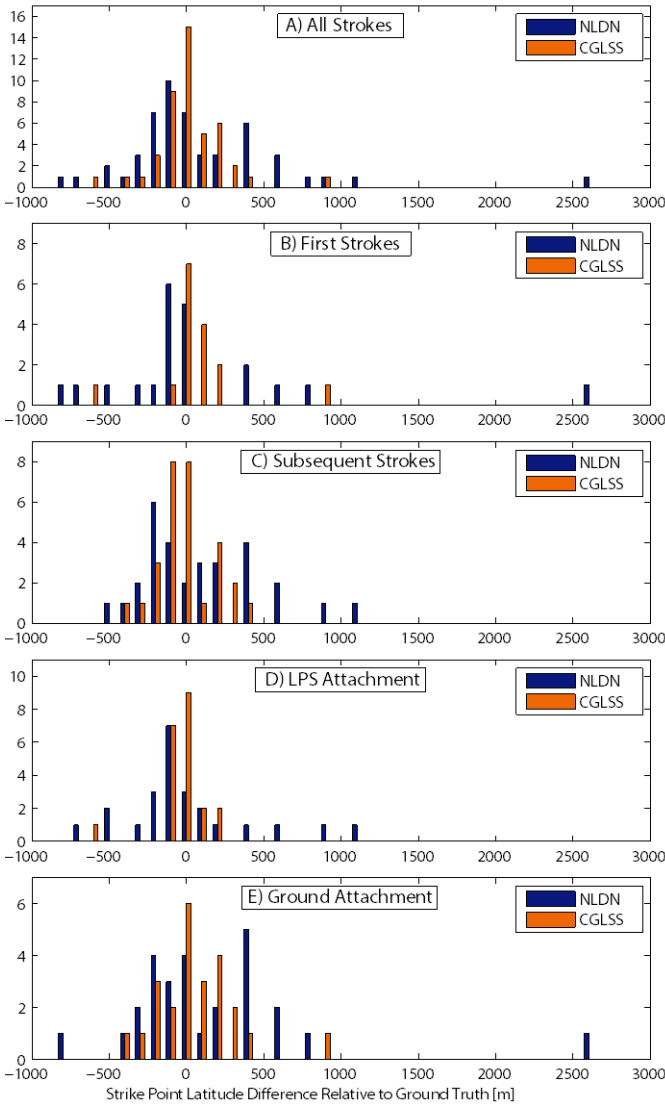 A) All Strokes
NLDN
CGLSS
16
14
12
10
8
6
4
2
0
−1000 −500 0 500 1000 1500 2000 2500 3000
B) First Strokes
NLDN
CGLSS
8
6
4
2
0
−1000 −500 0 500 1000 1500 2000 2500 3000
C) Subsequent Strokes
NLDN
CGLSS
8
6
4
2
0
−1000 −500 0 500 1000 1500 2000 2500 3000
D) LPS Attachment
NLDN
CGLSS
10
8
6
4
2
0
−1000 −500 0 500 1000 1500 2000 2500 3000
E) Ground Attachment
NLDN
CGLSS
6
4
2
0
−1000 −500 0 500 1000 1500 2000 2500 3000
Strike Point Latitude Difference Relative to Ground Truth [m]